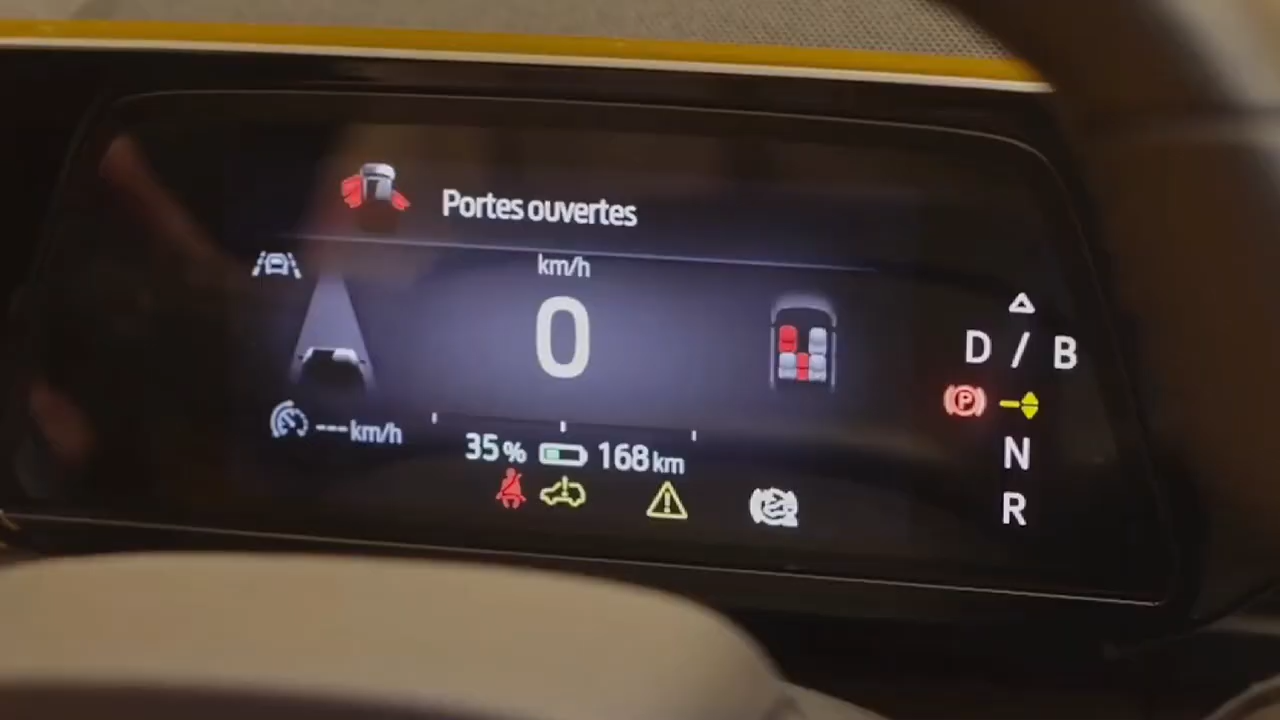 Portes ouvertes
km/h
0
D / B
P
--- km/h
35 % 168 km
N
R